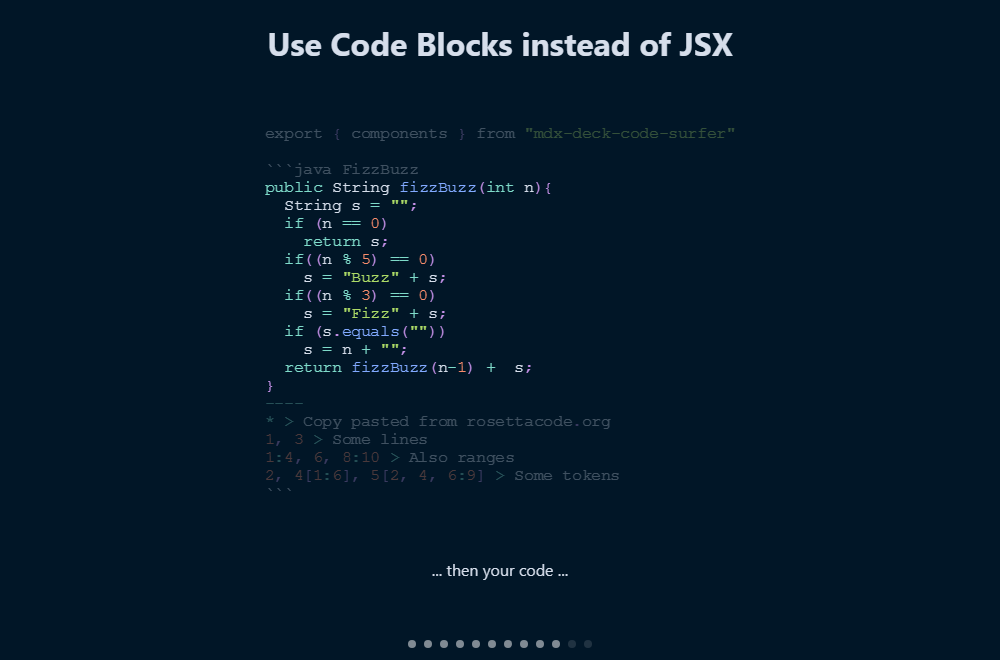 Use Code Blocks instead of JSX
export { components } from "mdx-deck-code-surfer"
```java FizzBuzz
public String fizzBuzz(int n){
  String s = "";
  if (n == 0)
    return s;
  if((n % 5) == 0)
    s = "Buzz" + s;
  if((n % 3) == 0)
    s = "Fizz" + s;
  if (s.equals(""))
    s = n + "";
  return fizzBuzz(n-1) +  s;
}
----
* > Copy pasted from rosettacode.org
1, 3 > Some lines
1:4, 6, 8:10 > Also ranges
2, 4[1:6], 5[2, 4, 6:9] > Some tokens
```
... then your code ...